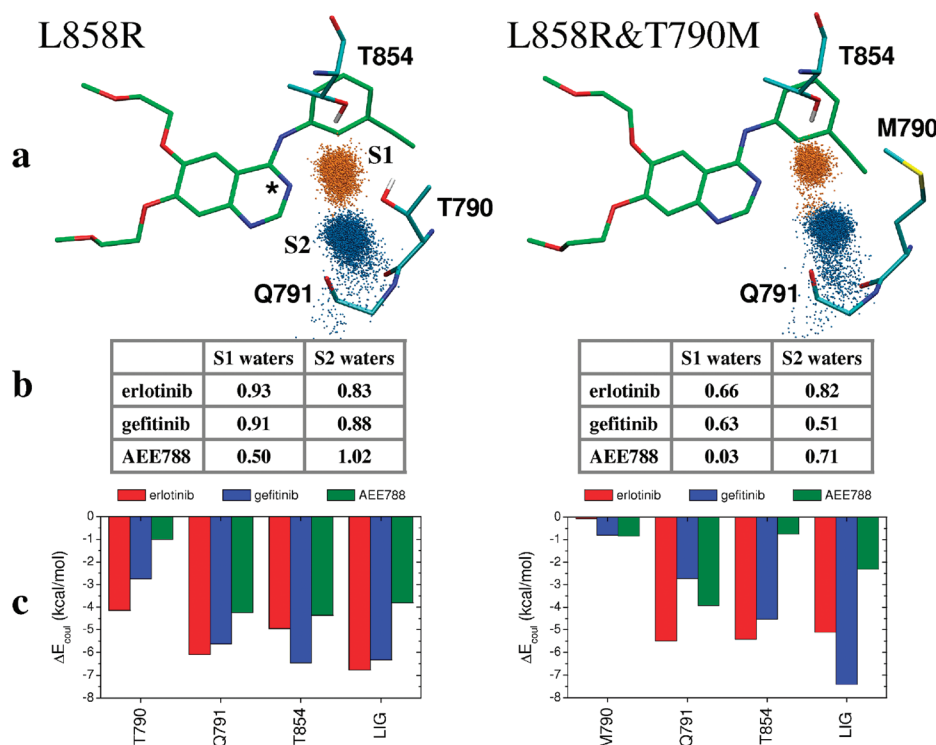 L858R
L858R&T790M
T854
T854
M790
a
S1
*
T790
S2
Q791
Q791
b
S1 waters S2 waters
erlotinib 0.93 0.83
gefitinib 0.91 0.88
AEE788 0.50 1.02
S1 waters S2 waters
erlotinib 0.66 0.82
gefitinib 0.63 0.51
AEE788 0.03 0.71
c
erlotinib gefitinib AEE788
0
-1
-2
-3
-4
-5
-6
-7
-8
ΔE_coul (kcal/mol)
T790
Q791
T854
LIG
erlotinib gefitinib AEE788
0
-1
-2
-3
-4
-5
-6
-7
-8
ΔE_coul (kcal/mol)
M790
Q791
T854
LIG